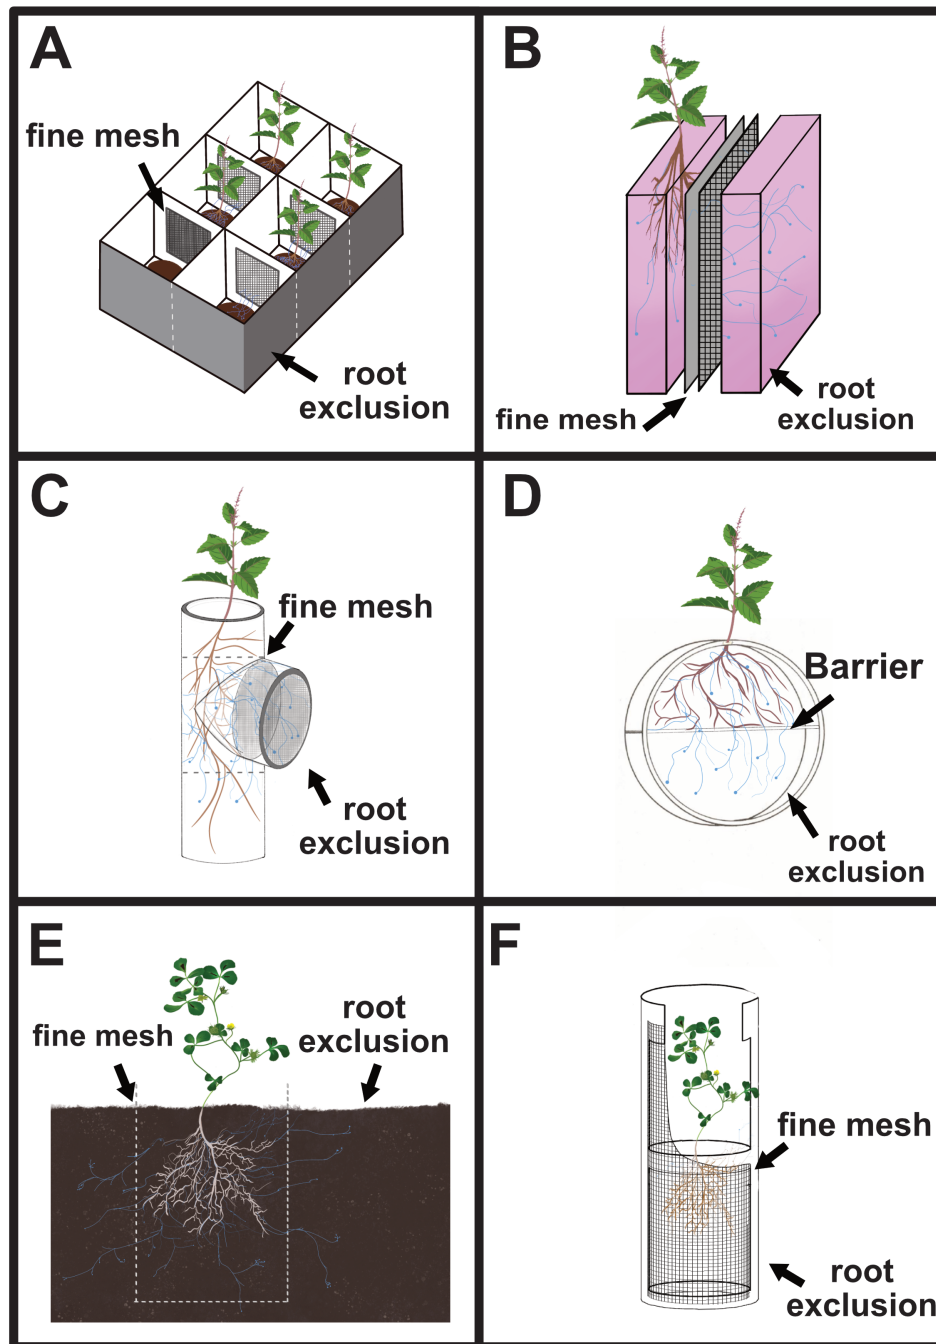 A
fine mesh
root
exclusion
B
root
exclusion
fine mesh
C
fine mesh
root
exclusion
D
Barrier
root
exclusion
E
fine mesh
root
exclusion
F
fine mesh
root
exclusion